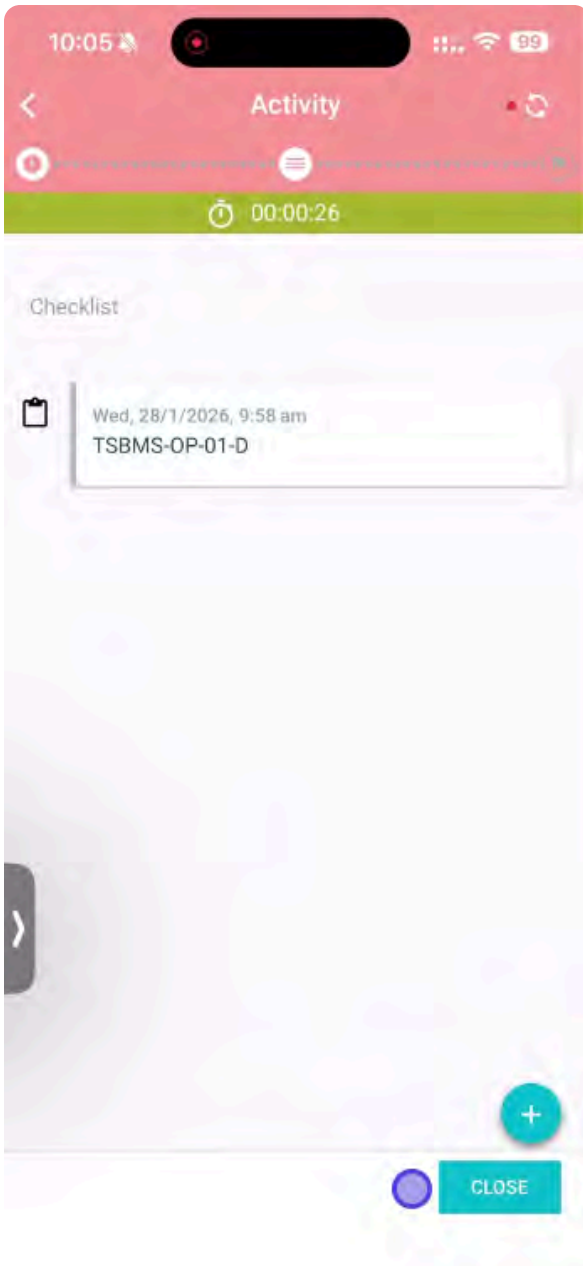 10:05
99
Activity
00:00:26
Checklist
Wed, 28/1/2026, 9:58 am
TSBMS-OP-01-D
+
CLOSE